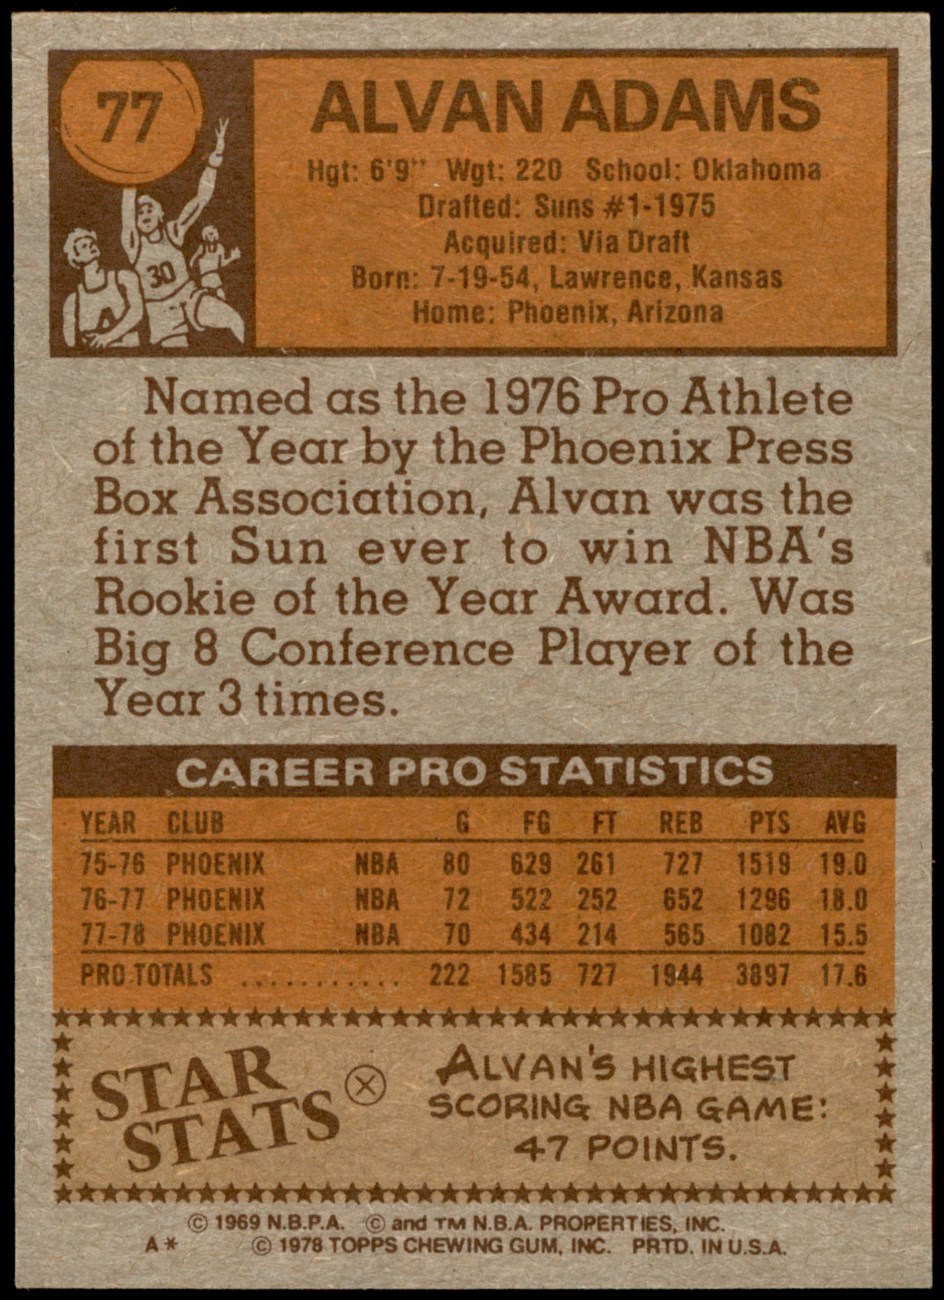 77
ALVAN ADAMS
Hgt: 6'9" Wgt: 220 School: Oklahoma
Drafted: Suns #1-1975
Acquired: Via Draft
Born: 7-19-54, Lawrence, Kansas
Home: Phoenix, Arizona
30
Named as the 1976 Pro Athlete
of the Year by the Phoenix Press
Box Association, Alvan was the
first Sun ever to win NBA's
Rookie of the Year Award. Was
Big 8 Conference Player of the
Year 3 times.
CAREER PRO STATISTICS
YEAR CLUB G FG FT REB PTS AVG
75-76 PHOENIX NBA 80 629 261 727 1519 19.0
76-77 PHOENIX NBA 72 522 252 652 1296 18.0
77-78 PHOENIX NBA 70 434 214 565 1082 15.5
PRO TOTALS ........... 222 1585 727 1944 3897 17.6
STAR
STATS
ALVAN'S HIGHEST
SCORING NBA GAME:
47 POINTS.
© 1969 N.B.P.A. © and TM N.B.A. PROPERTIES, INC.
A* © 1978 TOPPS CHEWING GUM, INC. PRTD. IN U.S.A.